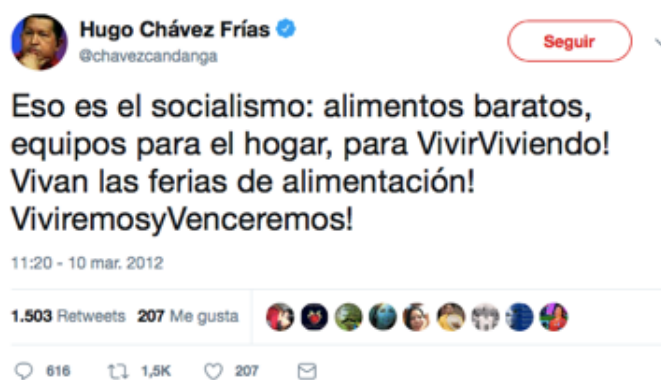 Hugo Chávez Frías
@chavezcandanga
Seguir
Eso es el socialismo: alimentos baratos,
equipos para el hogar, para VivirViviendo!
Vivan las ferias de alimentación!
ViviremosyVenceremos!
11:20 - 10 mar. 2012
1.503 Retweets 207 Me gusta
616 1,5K 207